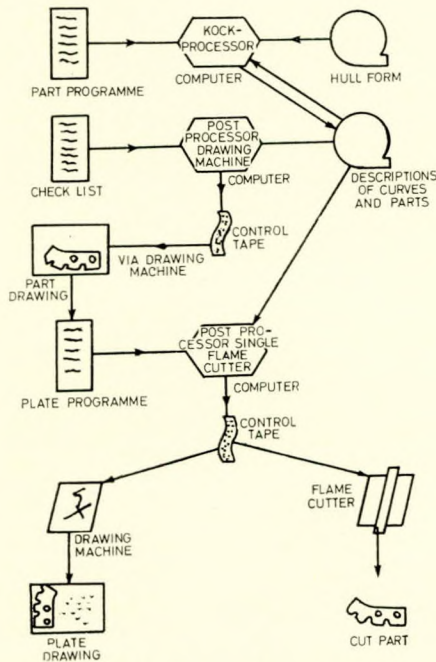 KOCK-
PROCESSOR
COMPUTER
PART PROGRAMME
HULL FORM
POST
PROCESSOR
DRAWING
MACHINE
COMPUTER
CHECK LIST
DESCRIPTIONS
OF CURVES
AND PARTS
CONTROL
TAPE
VIA DRAWING
MACHINE
PART
DRAWING
POST PRO-
CESSOR SINGLE
FLAME
CUTTER
COMPUTER
PLATE PROGRAMME
CONTROL
TAPE
DRAWING
MACHINE
FLAME
CUTTER
PLATE
DRAWING
CUT PART